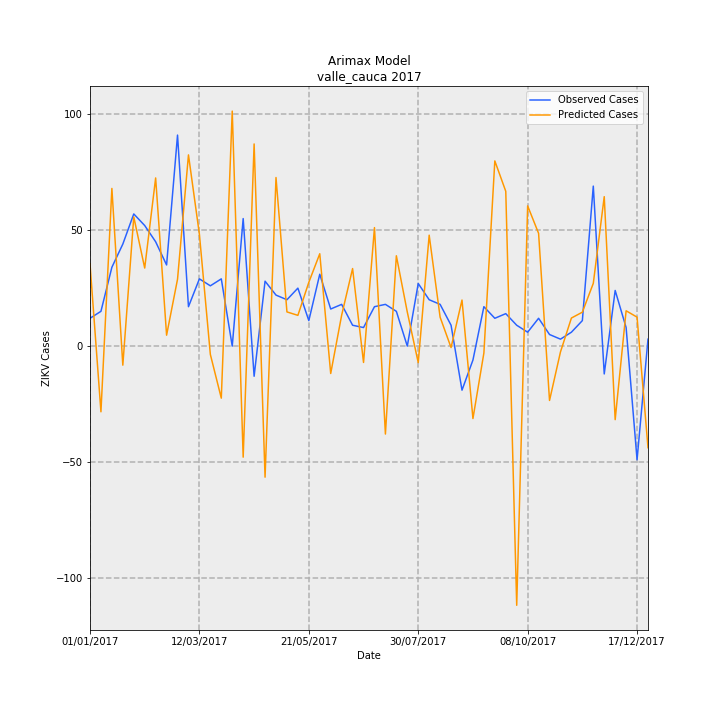 Arimax Model
valle_cauca 2017
Observed Cases
Predicted Cases
100
50
0
−50
−100
ZIKV Cases
01/01/2017 12/03/2017 21/05/2017 30/07/2017 08/10/2017 17/12/2017
Date